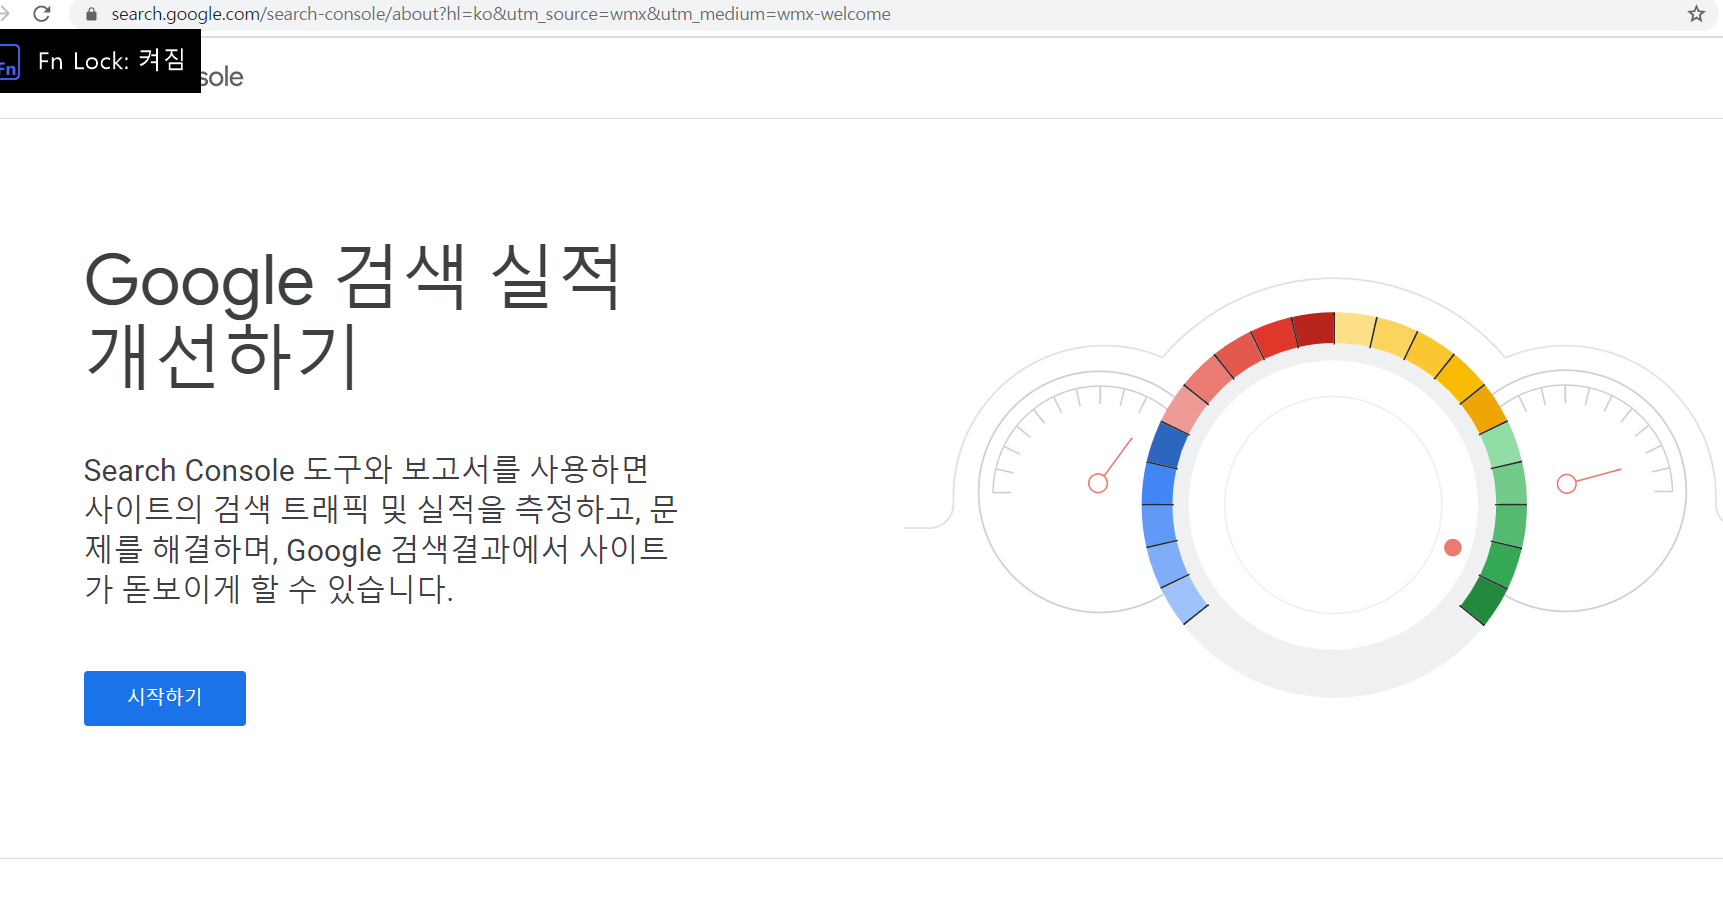 search.google.com/search-console/about?hl=ko&utm_source=wmx&utm_medium=wmx-welcome
Fn Fn Lock: 켜짐
sole
Google 검색 실적
개선하기
Search Console 도구와 보고서를 사용하면
사이트의 검색 트래픽 및 실적을 측정하고, 문
제를 해결하며, Google 검색결과에서 사이트
가 돋보이게 할 수 있습니다.
시작하기